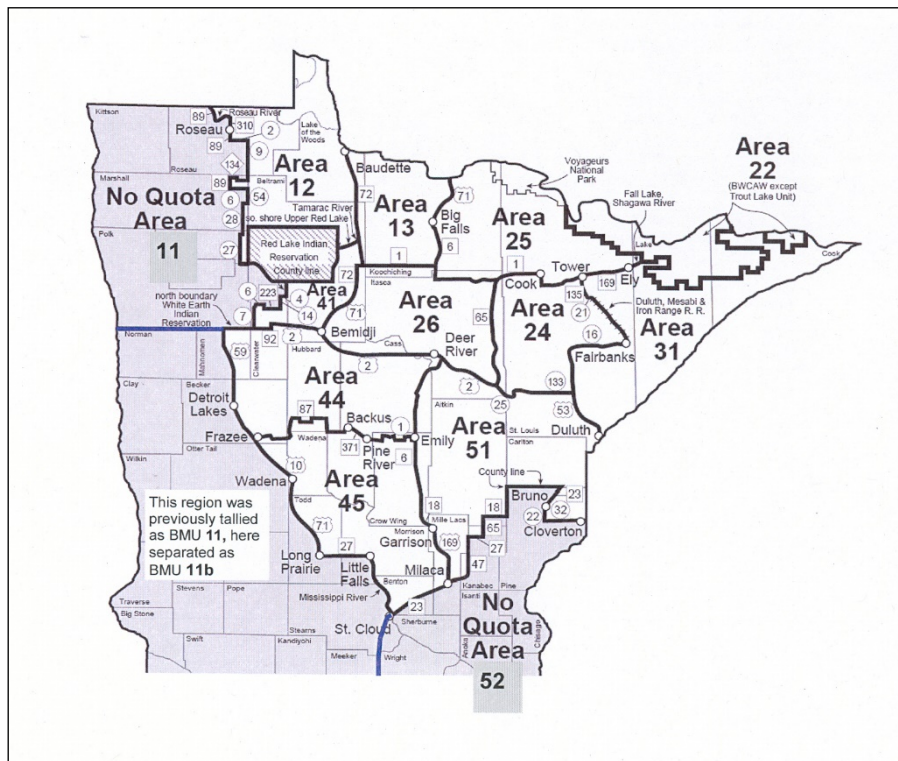 Kittson
89
Roseau River
310
2
Roseau
Lake
of the
Woods
89
9
134
Roseau
Area
12
Baudette
Voyageurs
National
Park
Area
22
(BWCAW except
Trout Lake Unit)
Fall Lake,
Shagawa River
Marshall
89
Beltrami
54
72
71
Area
13
Big
Falls
Area
25
Lake
Cook
No Quota
Area
11
6
28
Tamarac River
so. shore Upper Red Lake
6
Polk
27
Red Lake Indian
Reservation
County line
1
1
Tower
Ely
72
Koochiching
Itasca
Cook
169
6
223
4
Area
41
14
135
21
Duluth, Mesabi &
Iron Range R. R.
north boundary
White Earth
Indian
Reservation
7
71
Area
26
65
Area
24
16
Area
31
Bemidji
Fairbanks
Norman
Mahnomen
92
2
Hubbard
Cass
Deer
River
59
Clearwater
2
2
133
Clay
Becker
Area
44
Aitkin
25
53
Detroit
Lakes
87
Backus
1
Area
51
St. Louis
Carlton
Duluth
Frazee
Wadena
371
Pine
River
Emily
Otter Tail
6
County line
Wilkin
10
Area
45
Bruno
23
Wadena
Todd
18
18
32
22
This region was
previously tallied
as BMU 11, here
separated as
BMU 11b
Crow Wing
Mille Lacs
65
Cloverton
71
Morrison
Garrison
169
27
27
Long
Prairie
Little
Falls
Milaca
47
Stevens
Pope
Mississippi River
Benton
Kanabec
Pine
Traverse
23
Isanti
Big Stone
Stearns
St. Cloud
Sherburne
No
Quota
Area
52
Chisago
Anoka
Swift
Kandiyohi
Meeker
Wright